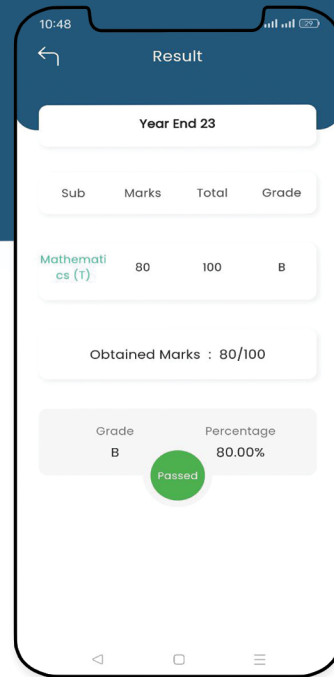 10:48
29
Result
Year End 23
Sub Marks Total Grade
Mathemati
cs (T) 80 100 B
Obtained Marks : 80/100
Grade Percentage
B 80.00%
Passed